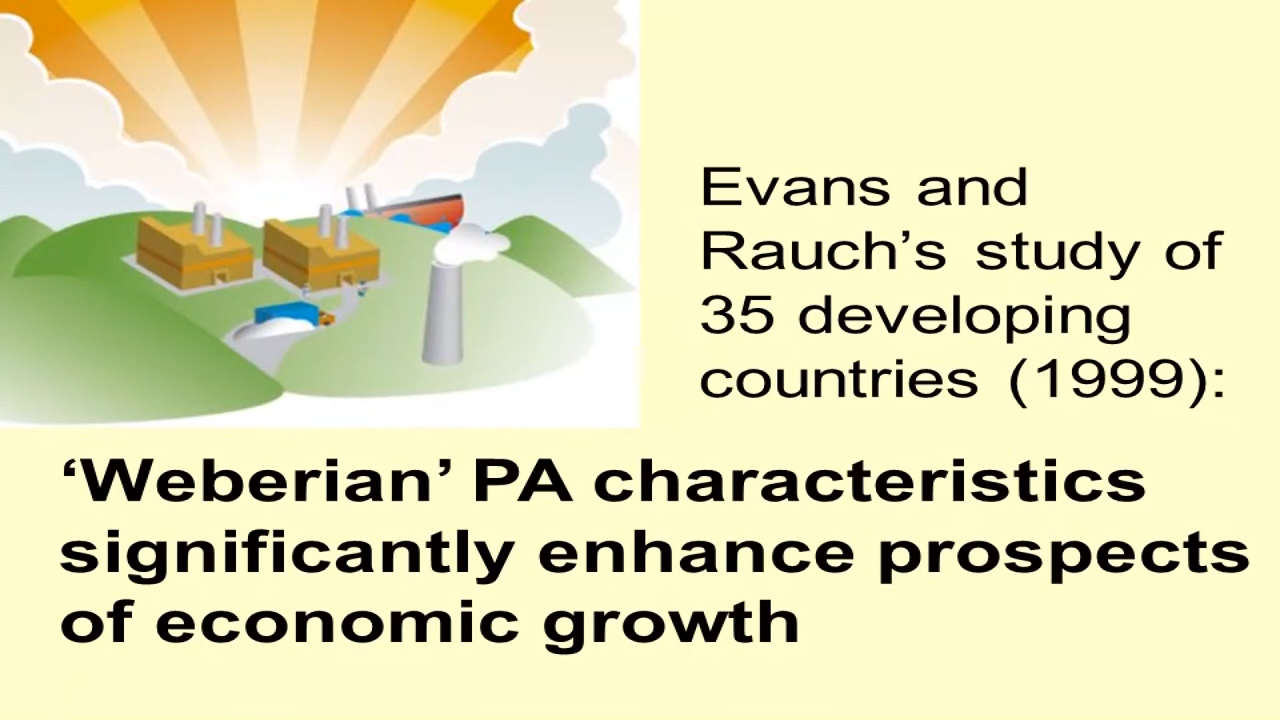 Evans and
Rauch’s study of
35 developing
countries (1999):
‘Weberian’ PA characteristics
significantly enhance prospects
of economic growth